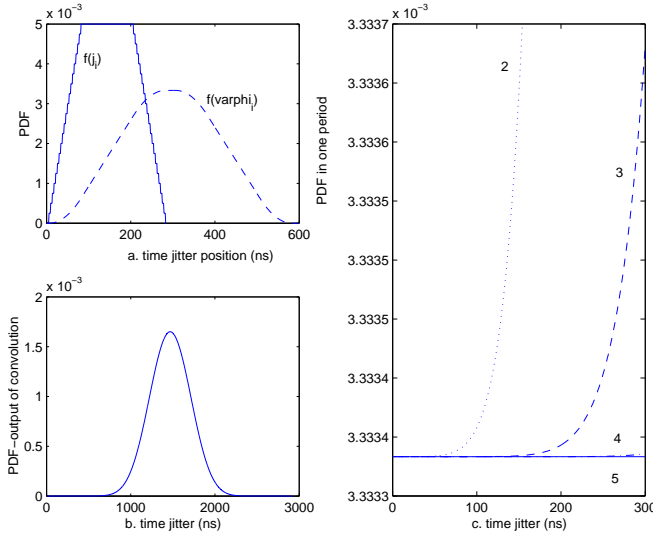 x 10⁻³
5
4
3
2
1
0
PDF
f(j_i)
f(varphi_i)
0 200 400 600
a. time jitter position (ns)
x 10⁻³
2
1.5
1
0.5
0
PDF−output of convolution
0 1000 2000 3000
b. time jitter (ns)
x 10⁻³
3.3337
3.3336
3.3336
3.3335
3.3335
3.3334
3.3334
3.3333
PDF in one period
2
3
4
5
0 100 200 300
c. time jitter (ns)